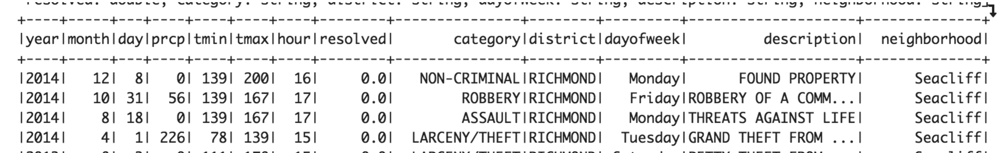 resolved: double, category: string, district: string, dayofweek: string, description: string, neighborhood: string]
+----+-----+---+----+----+----+----+--------+---------------+--------+---------+--------------------+--------------+
|year|month|day|prcp|tmin|tmax|hour|resolved|       category|district|dayofweek|         description|  neighborhood|
+----+-----+---+----+----+----+----+--------+---------------+--------+---------+--------------------+--------------+
|2014|   12|  8|   0| 139| 200|  16|     0.0|   NON-CRIMINAL|RICHMOND|   Monday|      FOUND PROPERTY|      Seacliff|
|2014|   10| 31|  56| 139| 167|  17|     0.0|        ROBBERY|RICHMOND|   Friday|ROBBERY OF A COMM...|      Seacliff|
|2014|    8| 18|   0| 139| 167|  17|     0.0|        ASSAULT|RICHMOND|   Monday|THREATS AGAINST LIFE|      Seacliff|
|2014|    4|  1| 226|  78| 139|  15|     0.0|  LARCENY/THEFT|RICHMOND|  Tuesday|GRAND THEFT FROM ...|      Seacliff|